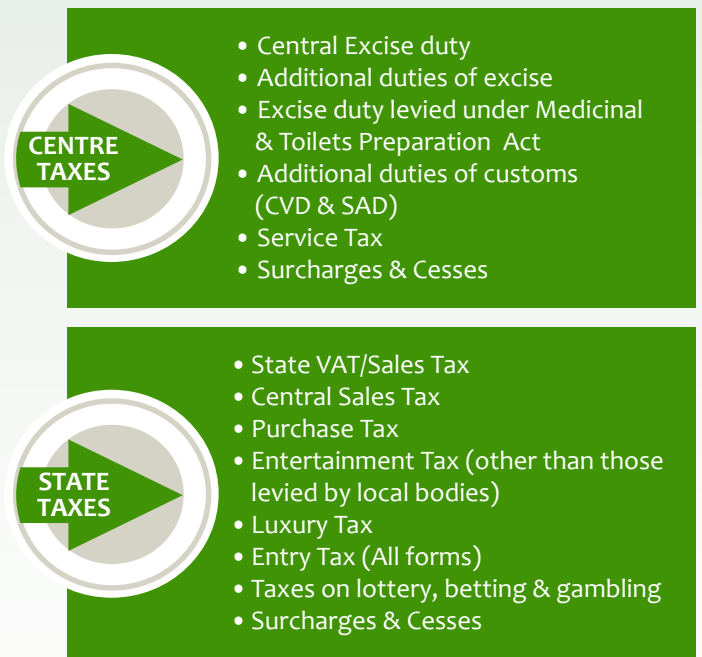 CENTRE
TAXES
• Central Excise duty
• Additional duties of excise
• Excise duty levied under Medicinal
& Toilets Preparation Act
• Additional duties of customs
(CVD & SAD)
• Service Tax
• Surcharges & Cesses
STATE
TAXES
• State VAT/Sales Tax
• Central Sales Tax
• Purchase Tax
• Entertainment Tax (other than those
levied by local bodies)
• Luxury Tax
• Entry Tax (All forms)
• Taxes on lottery, betting & gambling
• Surcharges & Cesses